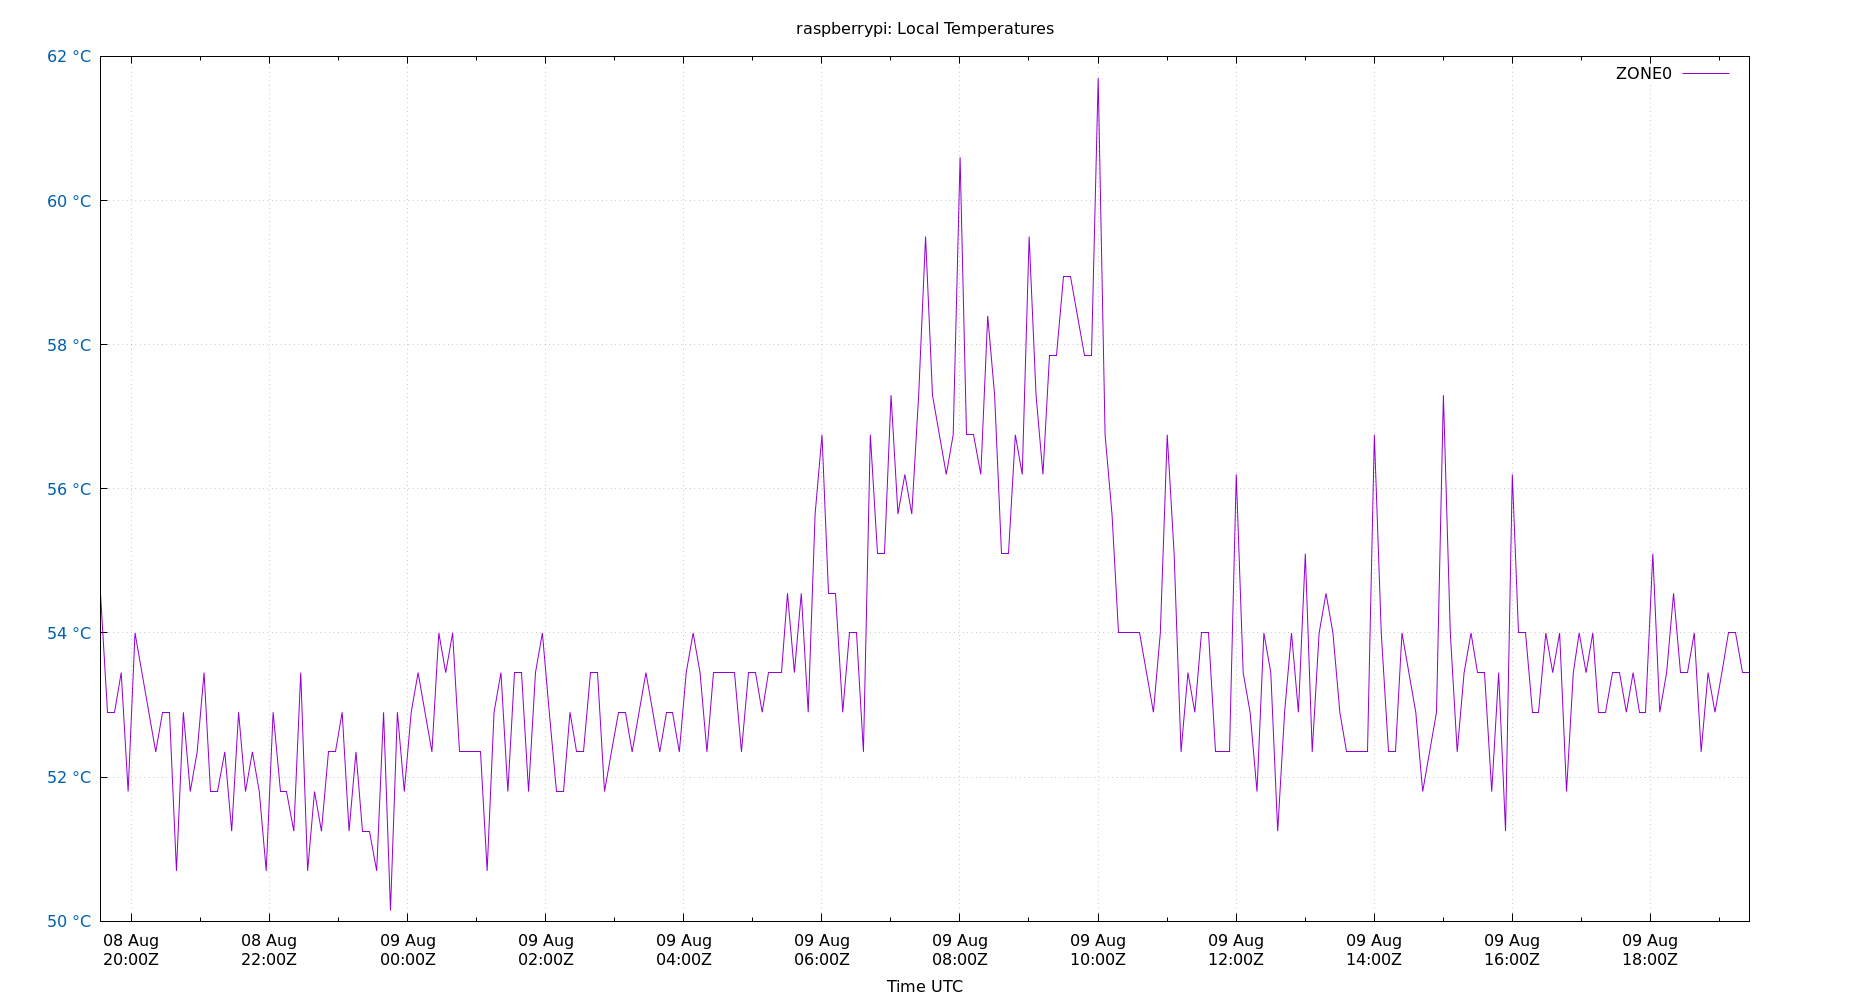 raspberrypi: Local Temperatures
62 °C
ZONE0
60 °C
58 °C
56 °C
54 °C
52 °C
50 °C
08 Aug 08 Aug 09 Aug 09 Aug 09 Aug 09 Aug 09 Aug 09 Aug 09 Aug 09 Aug 09 Aug 09 Aug
20:00Z 22:00Z 00:00Z 02:00Z 04:00Z 06:00Z 08:00Z 10:00Z 12:00Z 14:00Z 16:00Z 18:00Z
Time UTC